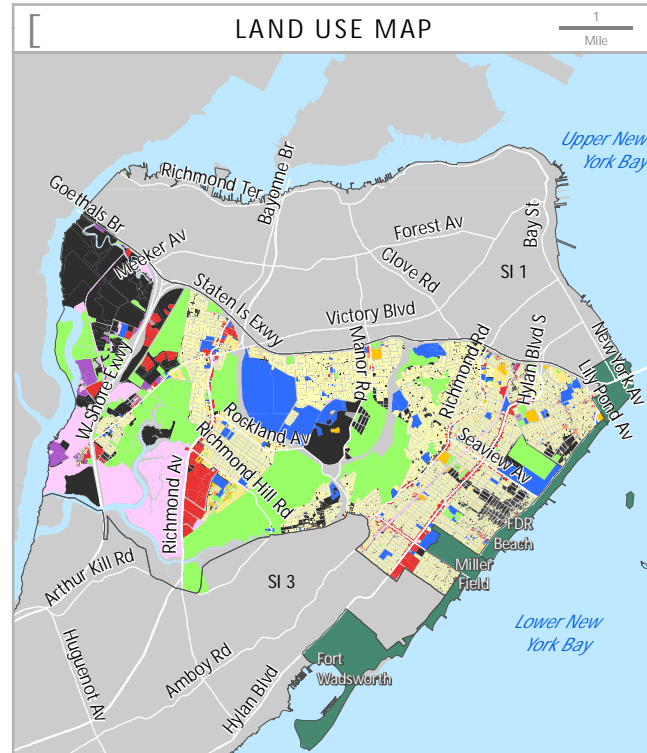 [
LAND USE MAP
1
Mile
Upper New
York Bay
Richmond Ter
Bayonne Br
Goethals Br
Forest Av
Bay St
Meeker Av
Clove Rd
SI 1
Staten Is Exwy
Victory Blvd
Manor Rd
Richmond Rd
Hylan Blvd S
New York Av
Lily Pond Av
W Shore Exwy
Rockland Av
Richmond Hill Rd
Seaview Av
Richmond Av
FDR
Beach
Miller
Field
Arthur Kill Rd
SI 3
Lower New
York Bay
Huguenot Av
Amboy Rd
Hylan Blvd
Fort
Wadsworth